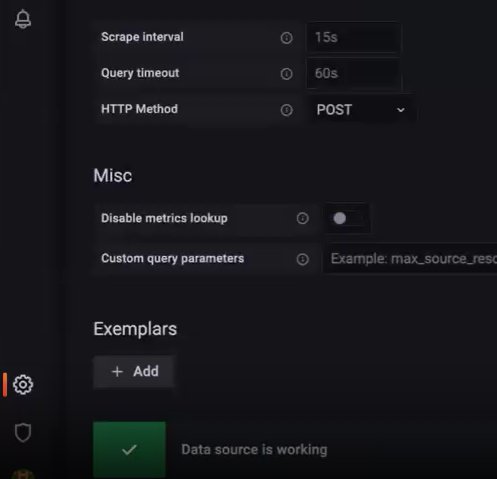 Scrape interval 15s
Query timeout 60s
HTTP Method POST
Misc
Disable metrics lookup
Custom query parameters Example: max_source_reso
Exemplars
+ Add
Data source is working